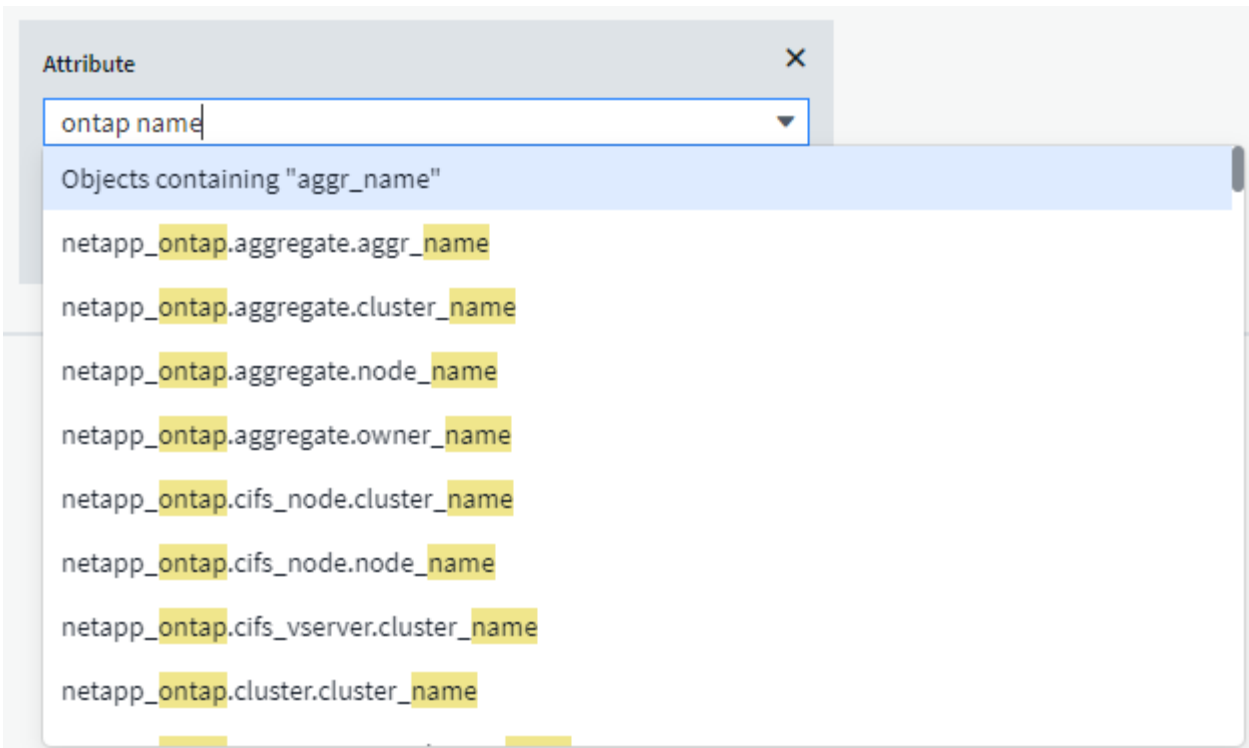 Attribute
ontap name
Objects containing "aggr_name"
netapp_ontap.aggregate.aggr_name
netapp_ontap.aggregate.cluster_name
netapp_ontap.aggregate.node_name
netapp_ontap.aggregate.owner_name
netapp_ontap.cifs_node.cluster_name
netapp_ontap.cifs_node.node_name
netapp_ontap.cifs_vserver.cluster_name
netapp_ontap.cluster.cluster_name